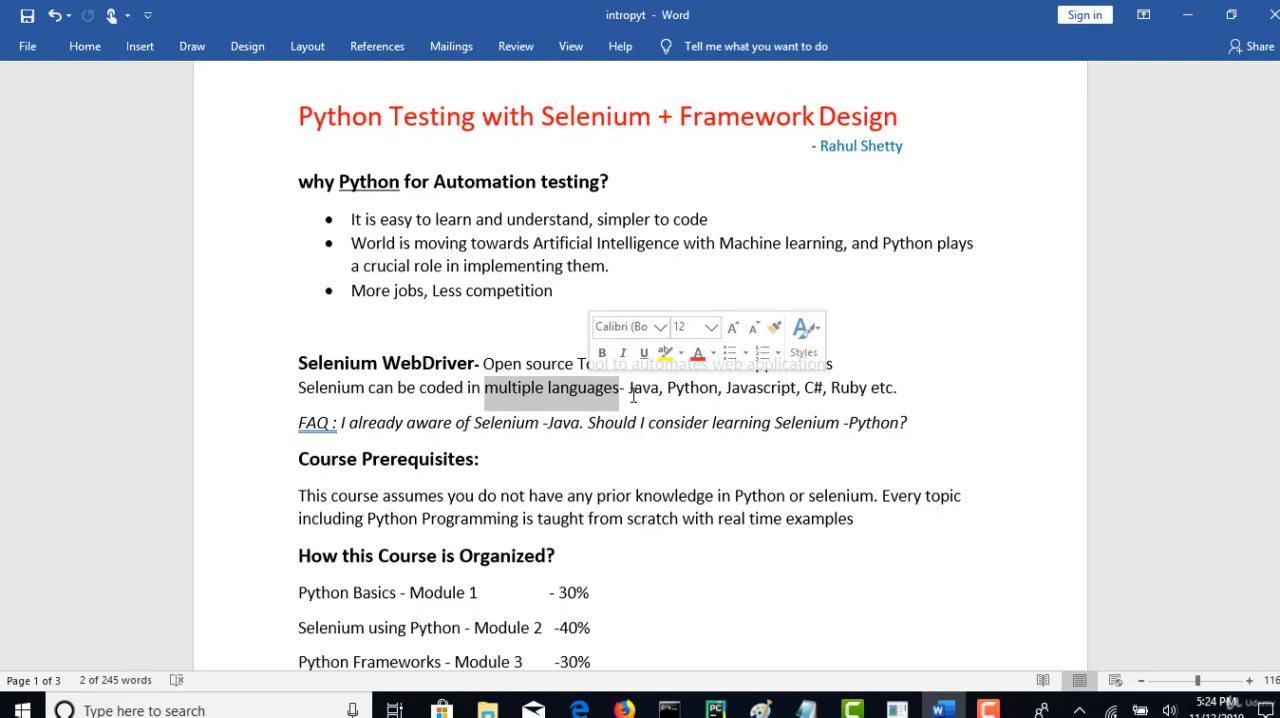 intropyt - Word
Sign in
File Home Insert Draw Design Layout References Mailings Review View Help Tell me what you want to do Share
Python Testing with Selenium + Framework Design
- Rahul Shetty
why Python for Automation testing?
• It is easy to learn and understand, simpler to code
• World is moving towards Artificial Intelligence with Machine learning, and Python plays
a crucial role in implementing them.
• More jobs, Less competition
Calibri (Bo 12
B I U A Styles
Selenium WebDriver- Open source Tool to automates web applications
Selenium can be coded in multiple languages- Java, Python, Javascript, C#, Ruby etc.
FAQ : I already aware of Selenium -Java. Should I consider learning Selenium -Python?
Course Prerequisites:
This course assumes you do not have any prior knowledge in Python or selenium. Every topic
including Python Programming is taught from scratch with real time examples
How this Course is Organized?
Python Basics - Module 1 - 30%
Selenium using Python - Module 2 -40%
Python Frameworks - Module 3 -30%
Page 1 of 3 2 of 245 words 116
Type here to search
5:24 PM
Udemy